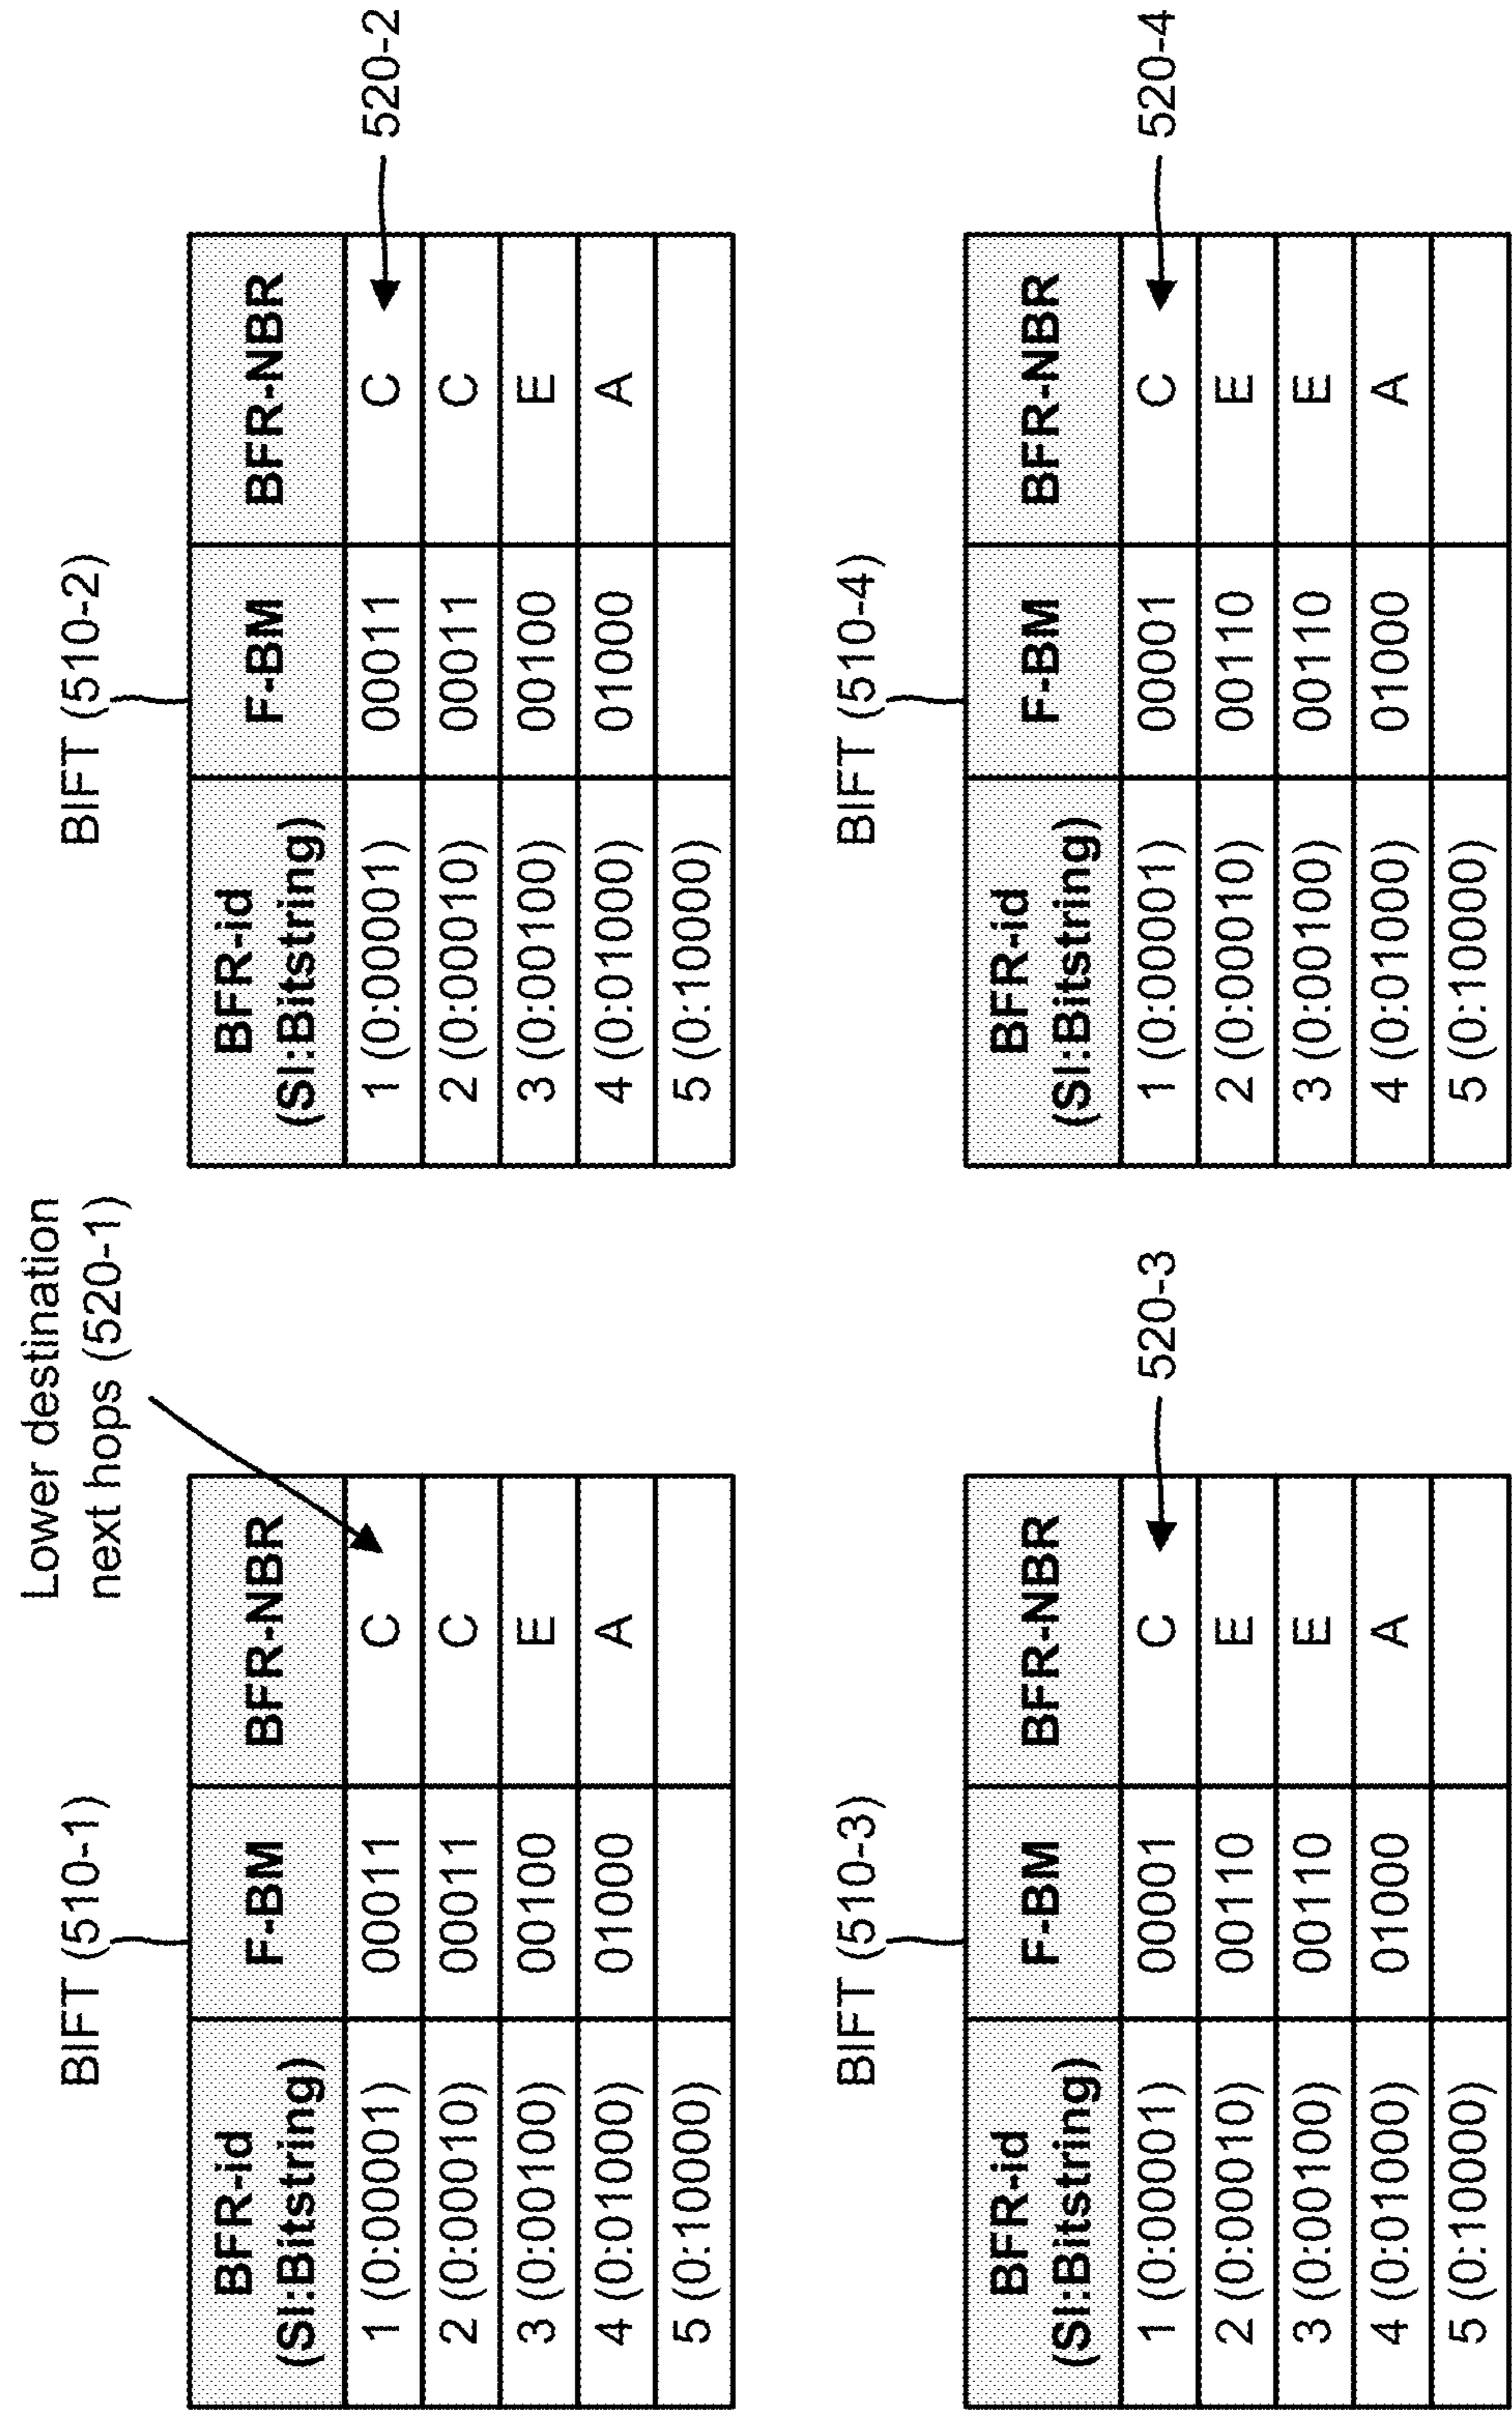 Lower destination
next hops (520-1)
BIFT (510-1)
BFR-id
(SI:Bitstring)
F-BM
BFR-NBR
1 (0:00001) 00011 C
2 (0:00010) 00011 C
3 (0:00100) 00100 E
4 (0:01000) 01000 A
5 (0:10000)
BIFT (510-2)
BFR-id
(SI:Bitstring)
F-BM
BFR-NBR
1 (0:00001) 00011 C
2 (0:00010) 00011 C
3 (0:00100) 00100 E
4 (0:01000) 01000 A
5 (0:10000)
520-2
BIFT (510-3)
BFR-id
(SI:Bitstring)
F-BM
BFR-NBR
1 (0:00001) 00001 C
2 (0:00010) 00110 E
3 (0:00100) 00110 E
4 (0:01000) 01000 A
5 (0:10000)
520-3
BIFT (510-4)
BFR-id
(SI:Bitstring)
F-BM
BFR-NBR
1 (0:00001) 00001 C
2 (0:00010) 00110 E
3 (0:00100) 00110 E
4 (0:01000) 01000 A
5 (0:10000)
520-4